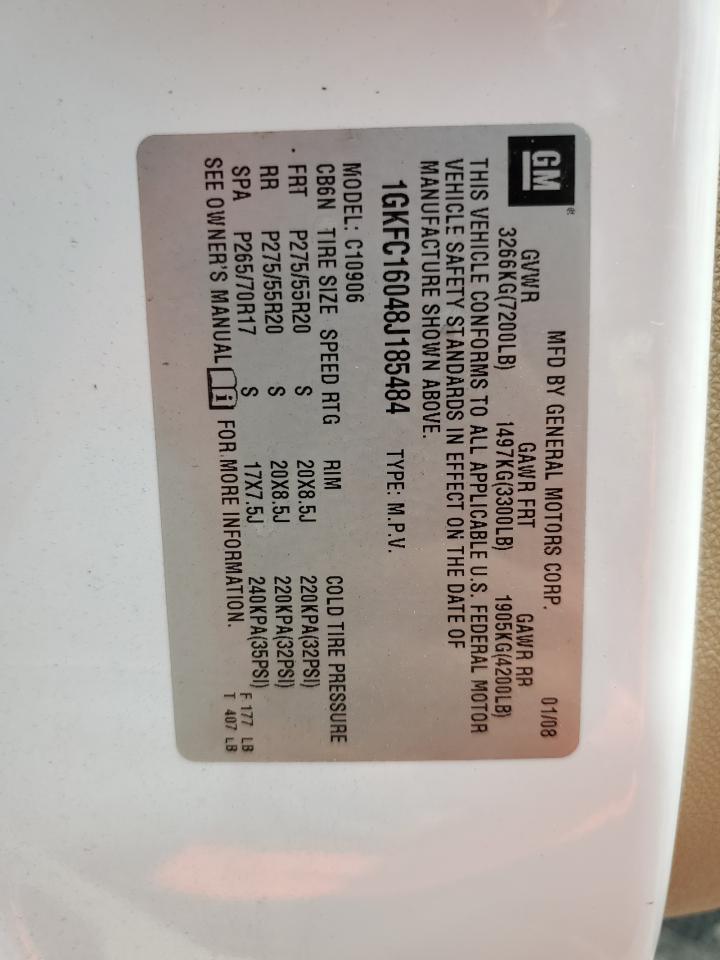 GM®
MFD BY GENERAL MOTORS CORP. 01/08
GVWR GAWR FRT GAWR RR
3266KG(7200LB) 1497KG(3300LB) 1905KG(4200LB)
THIS VEHICLE CONFORMS TO ALL APPLICABLE U.S. FEDERAL MOTOR
VEHICLE SAFETY STANDARDS IN EFFECT ON THE DATE OF
MANUFACTURE SHOWN ABOVE.
1GKFC16048J185484 TYPE: M.P.V.
MODEL: C10906
CB6N TIRE SIZE SPEED RTG RIM COLD TIRE PRESSURE
FRT P275/55R20 S 20X8.5J 220KPA(32PSI)
RR P275/55R20 S 20X8.5J 220KPA(32PSI)
SPA P265/70R17 S 17X7.5J 240KPA(35PSI) F 177 LB
SEE OWNER'S MANUAL i FOR MORE INFORMATION. T 407 LB